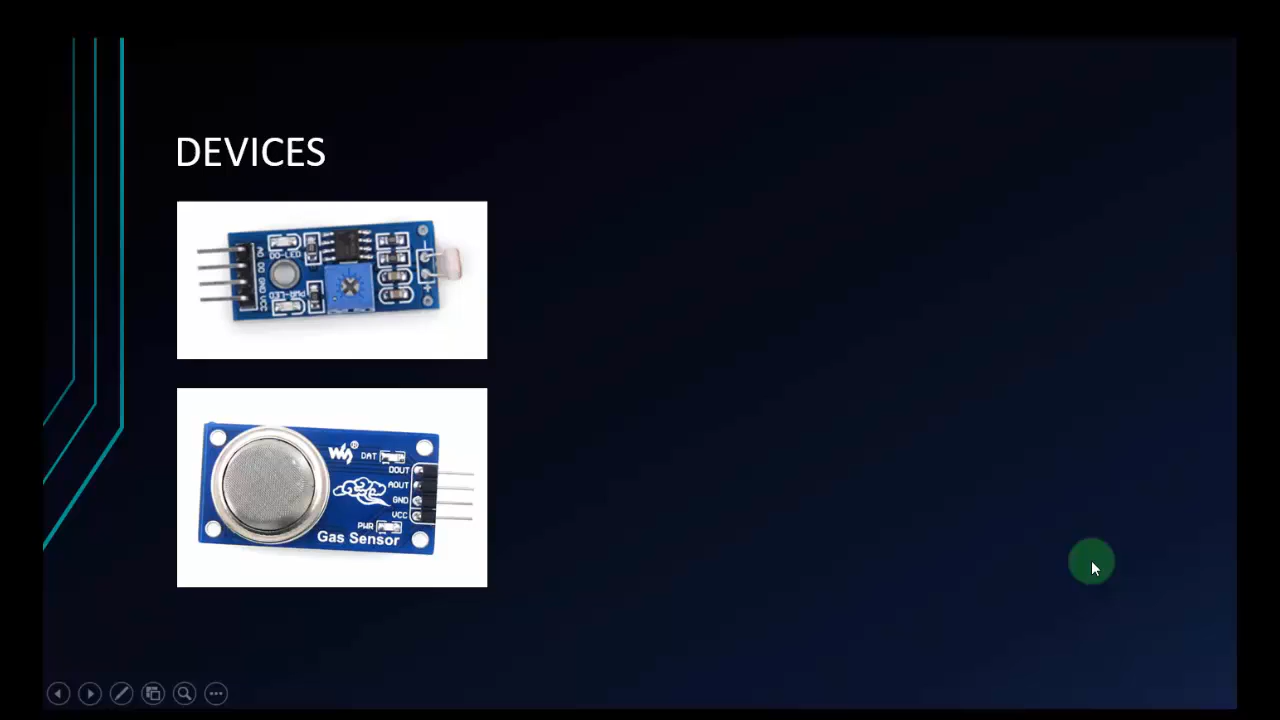 DEVICES
AO
DO
GND
VCC
DO-LED
PWR-LED
W ®
DAT
DOUT
AOUT
GND
VCC
PWR
Gas Sensor